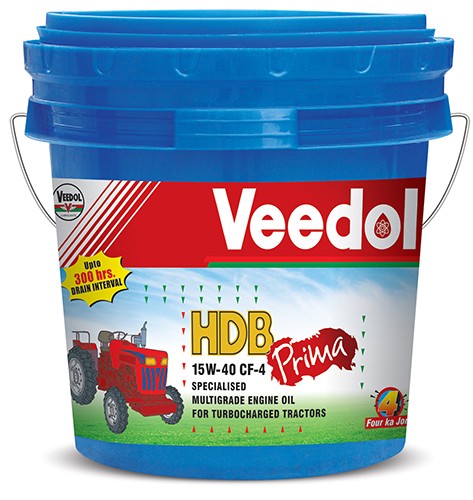 VEEDOL
Veedol
Upto
300 hrs.
DRAIN INTERVAL
HDB
Prima
15W-40 CF-4
SPECIALISED
MULTIGRADE ENGINE OIL
FOR TURBOCHARGED TRACTORS
4
Four ka Jor